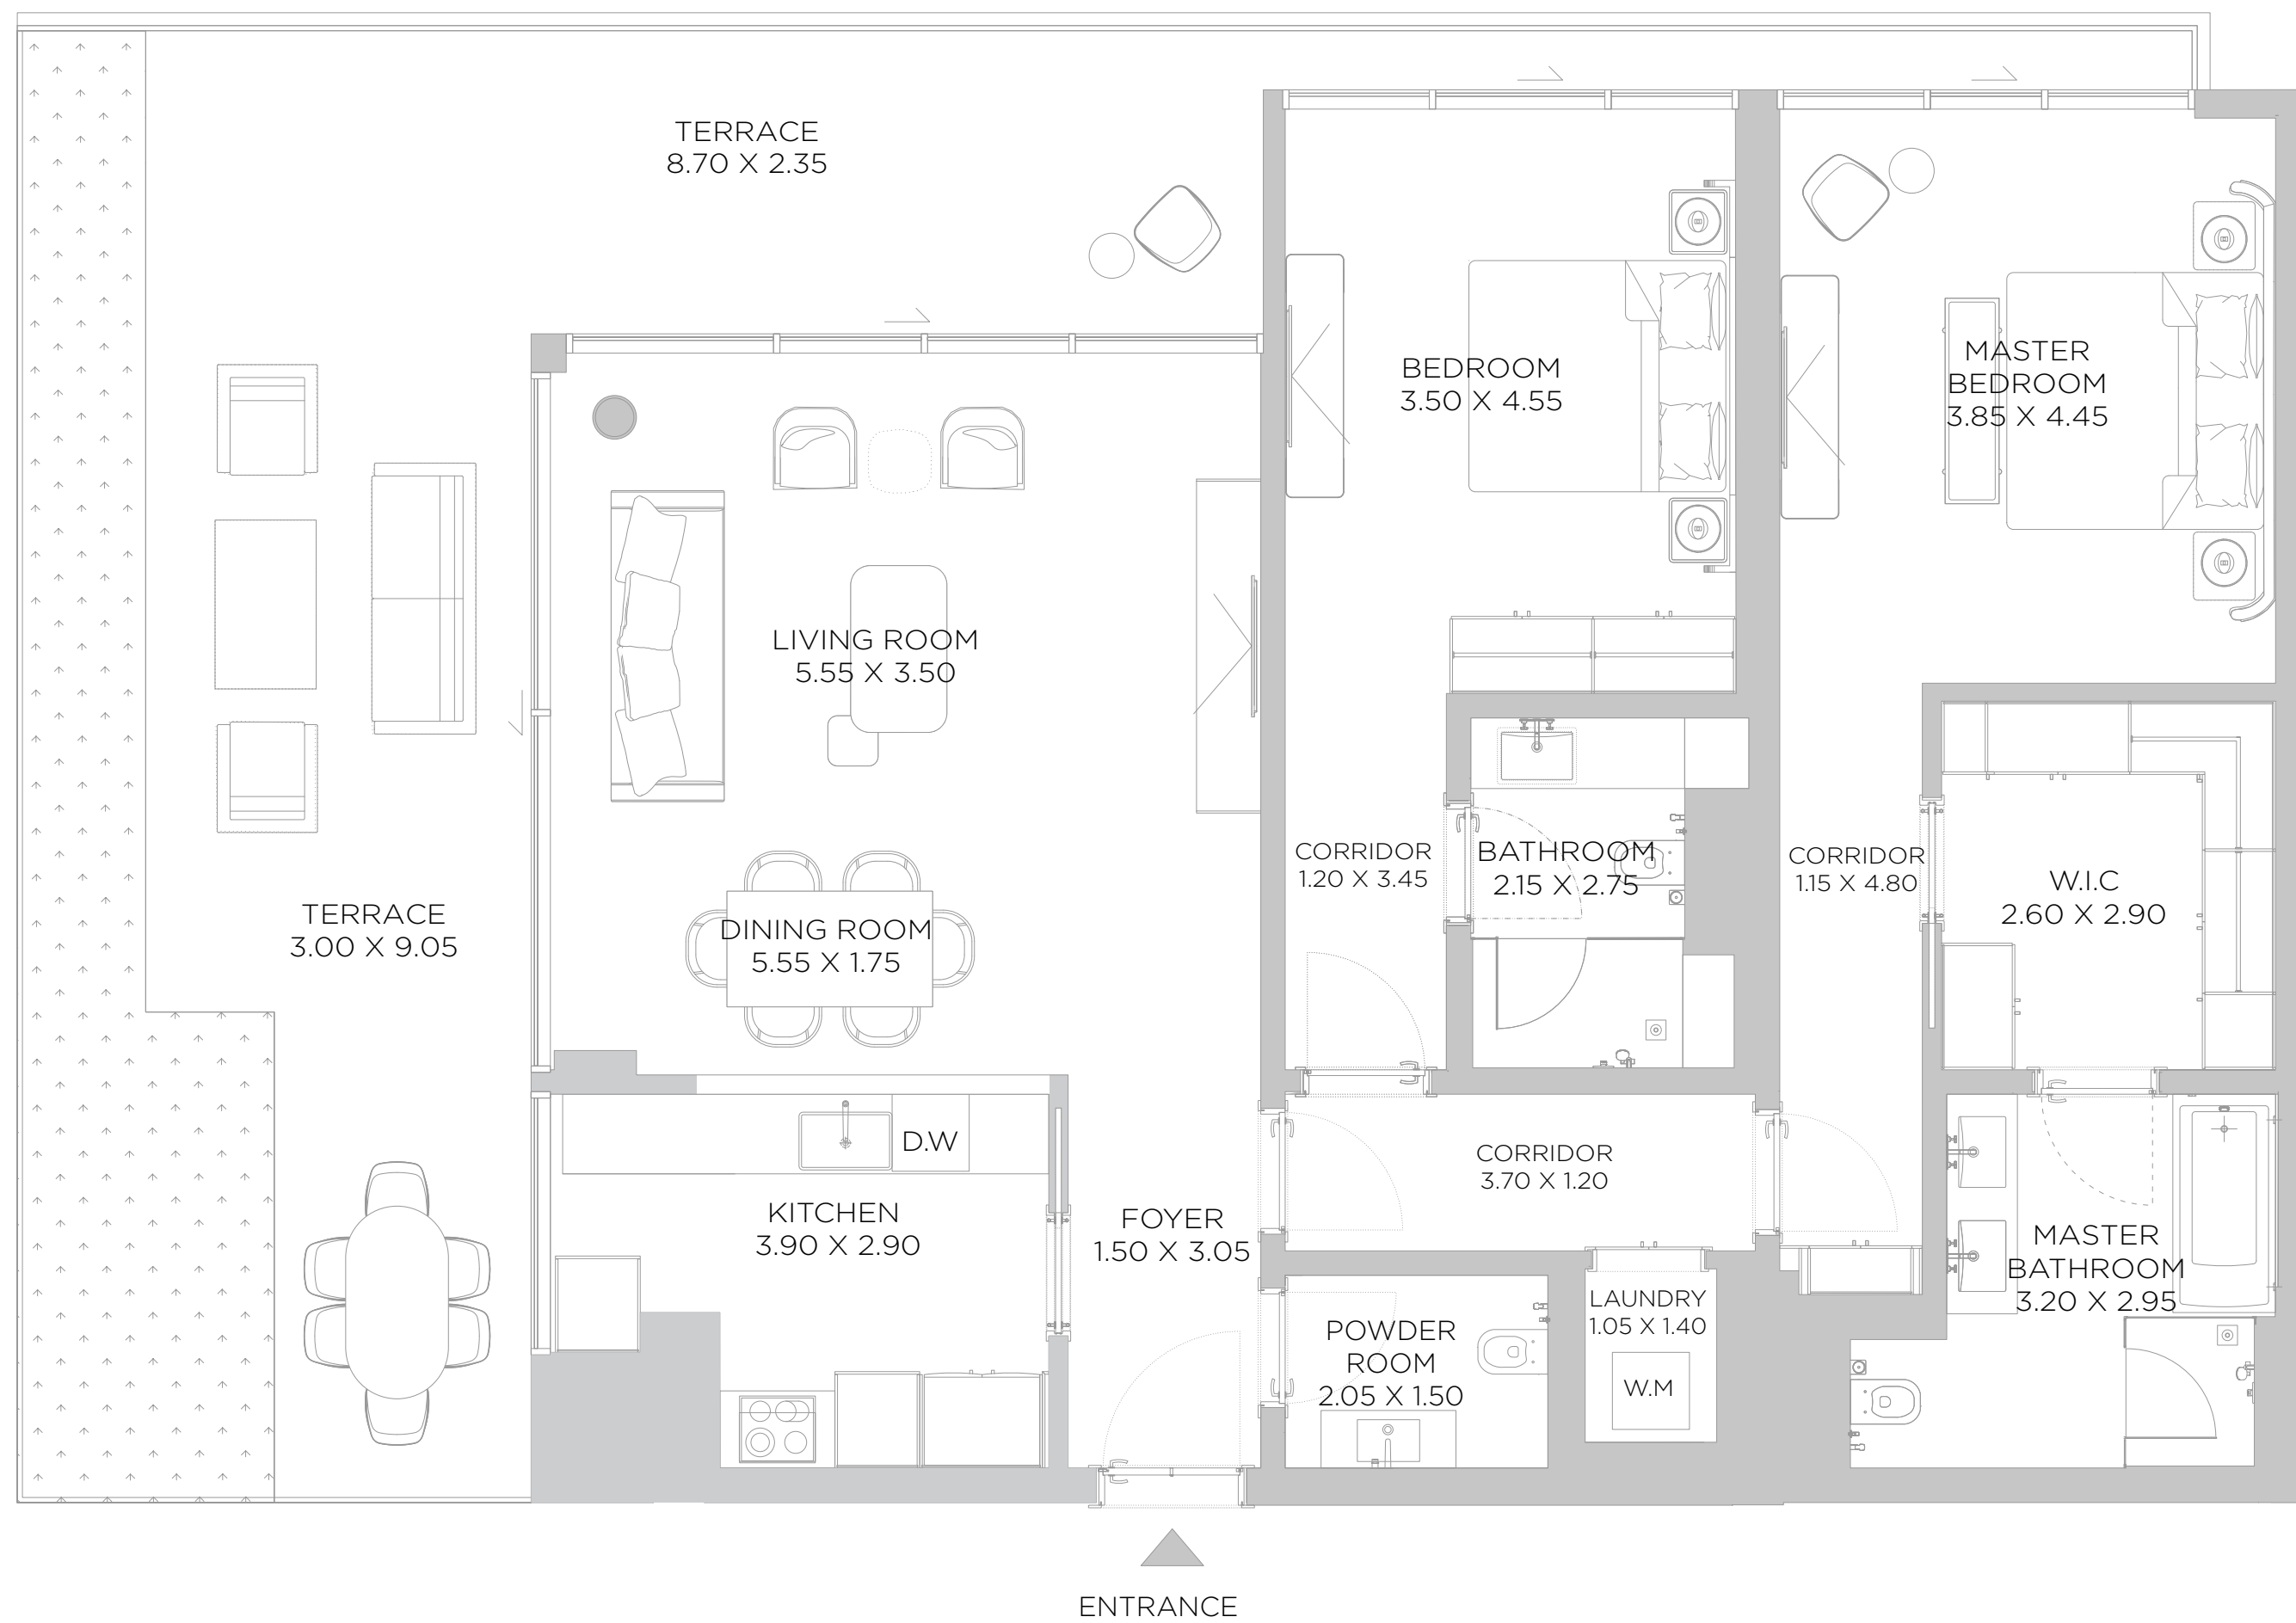 TERRACE
8.70 X 2.35
BEDROOM
3.50 X 4.55
MASTER
BEDROOM
3.85 X 4.45
LIVING ROOM
5.55 X 3.50
TERRACE
3.00 X 9.05
DINING ROOM
5.55 X 1.75
CORRIDOR
1.20 X 3.45
BATHROOM
2.15 X 2.75
CORRIDOR
1.15 X 4.80
W.I.C
2.60 X 2.90
D.W
KITCHEN
3.90 X 2.90
FOYER
1.50 X 3.05
CORRIDOR
3.70 X 1.20
POWDER
ROOM
2.05 X 1.50
LAUNDRY
1.05 X 1.40
W.M
MASTER
BATHROOM
3.20 X 2.95
ENTRANCE